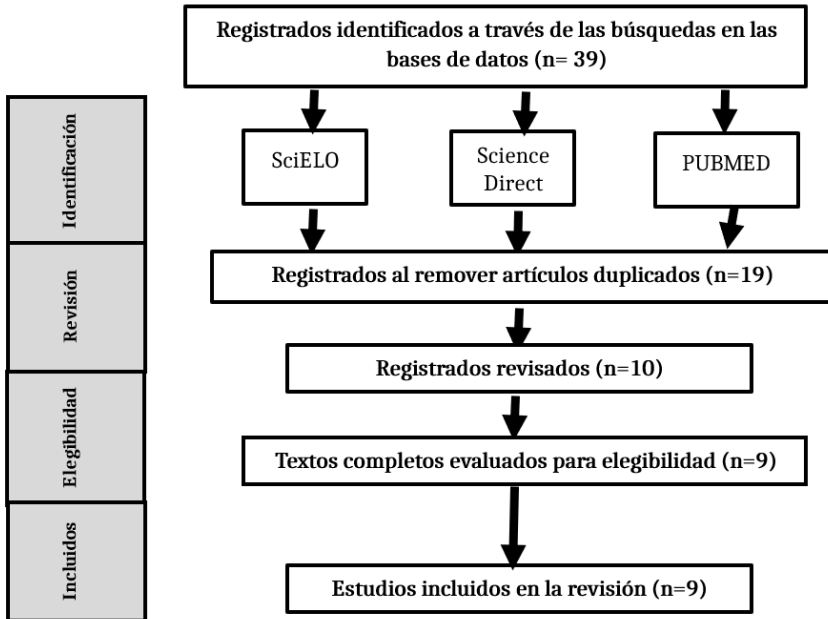 Registrados identificados a través de las búsquedas en las
bases de datos (n= 39)
Identificación
SciELO
Science
Direct
PUBMED
Revisión
Registrados al remover artículos duplicados (n=19)
Registrados revisados (n=10)
Elegibilidad
Textos completos evaluados para elegibilidad (n=9)
Incluidos
Estudios incluidos en la revisión (n=9)